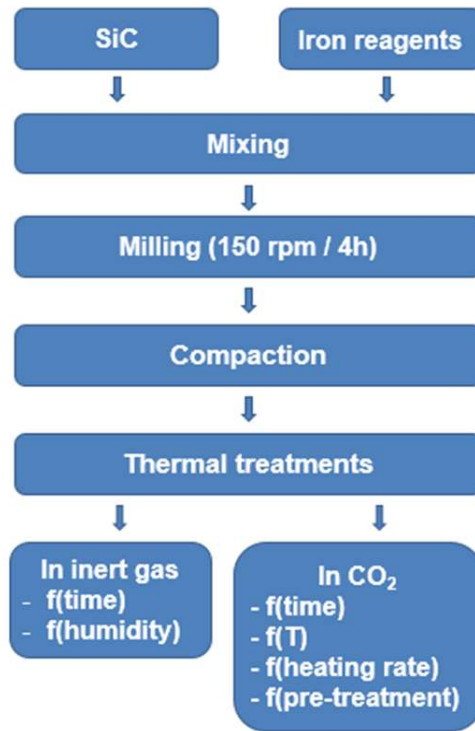 SiC
Iron reagents
Mixing
Milling (150 rpm / 4h)
Compaction
Thermal treatments
In inert gas
- f(time)
- f(humidity)
In CO₂
- f(time)
- f(T)
- f(heating rate)
- f(pre-treatment)